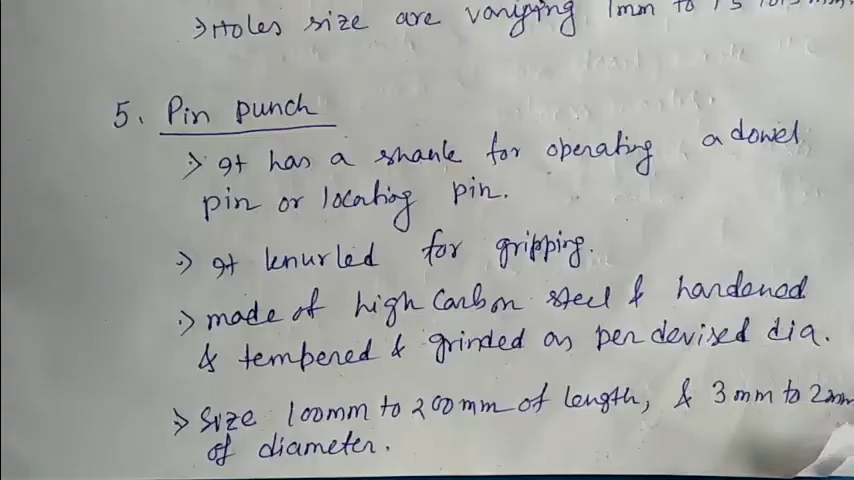 ⇒ Holes size are varying 1mm to
5. Pin punch
⇒ It has a shank for operating a dowel
pin or locating pin.
⇒ It knurled for gripping.
⇒ made of high Carbon steel & hardened
& tempered & grinded as per devised dia.
⇒ Size 100mm to 200mm of length, & 3mm to 2mm
of diameter.